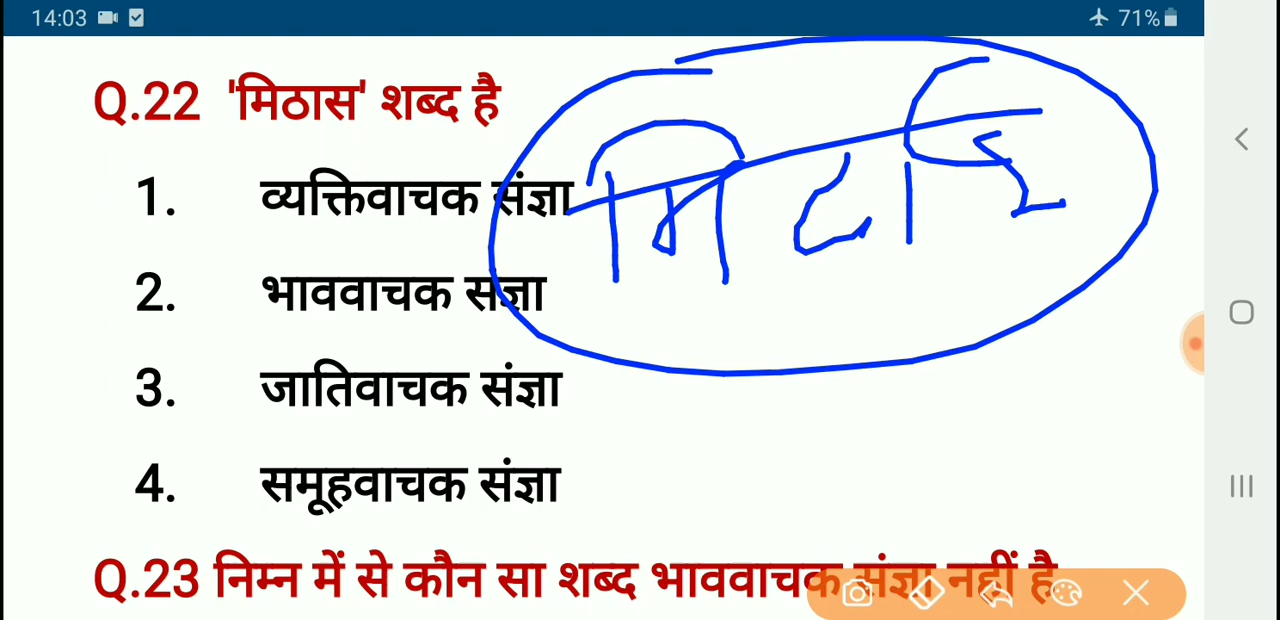 14:03 71%
Q.22 'मिठास' शब्द है
मिठाई
1. व्यक्तिवाचक संज्ञा
2. भाववाचक संज्ञा
3. जातिवाचक संज्ञा
4. समूहवाचक संज्ञा
Q.23 निम्न में से कौन सा शब्द भाववाचक संज्ञा नहीं है